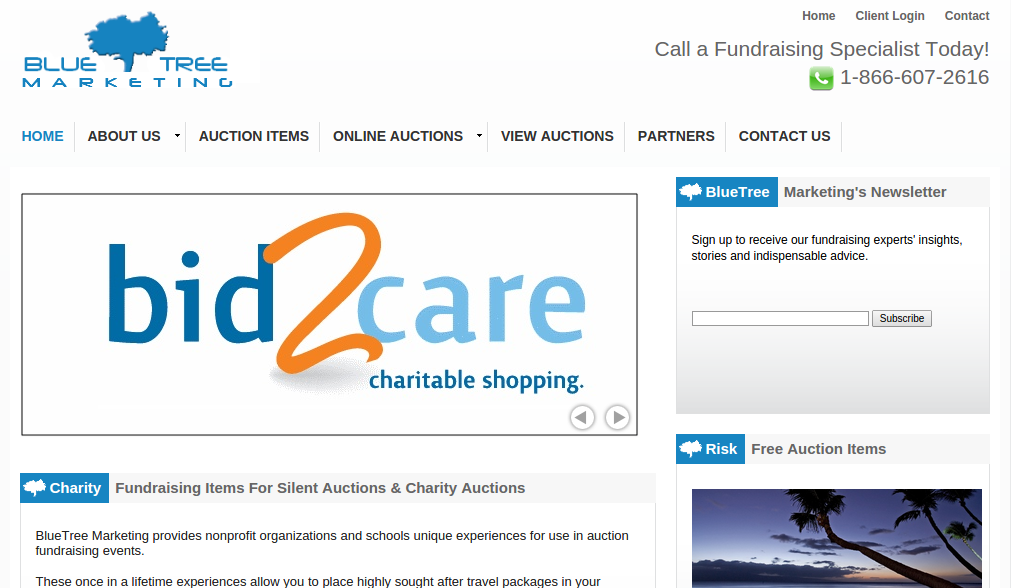 Home Client Login Contact
BLUE TREE
MARKETING
Call a Fundraising Specialist Today!
1-866-607-2616
HOME ABOUT US AUCTION ITEMS ONLINE AUCTIONS VIEW AUCTIONS PARTNERS CONTACT US
bid2care
charitable shopping.
BlueTree Marketing's Newsletter
Sign up to receive our fundraising experts' insights,
stories and indispensable advice.
Subscribe
Risk Free Auction Items
Charity Fundraising Items For Silent Auctions & Charity Auctions
BlueTree Marketing provides nonprofit organizations and schools unique experiences for use in auction
fundraising events.
These once in a lifetime experiences allow you to place highly sought after travel packages in your